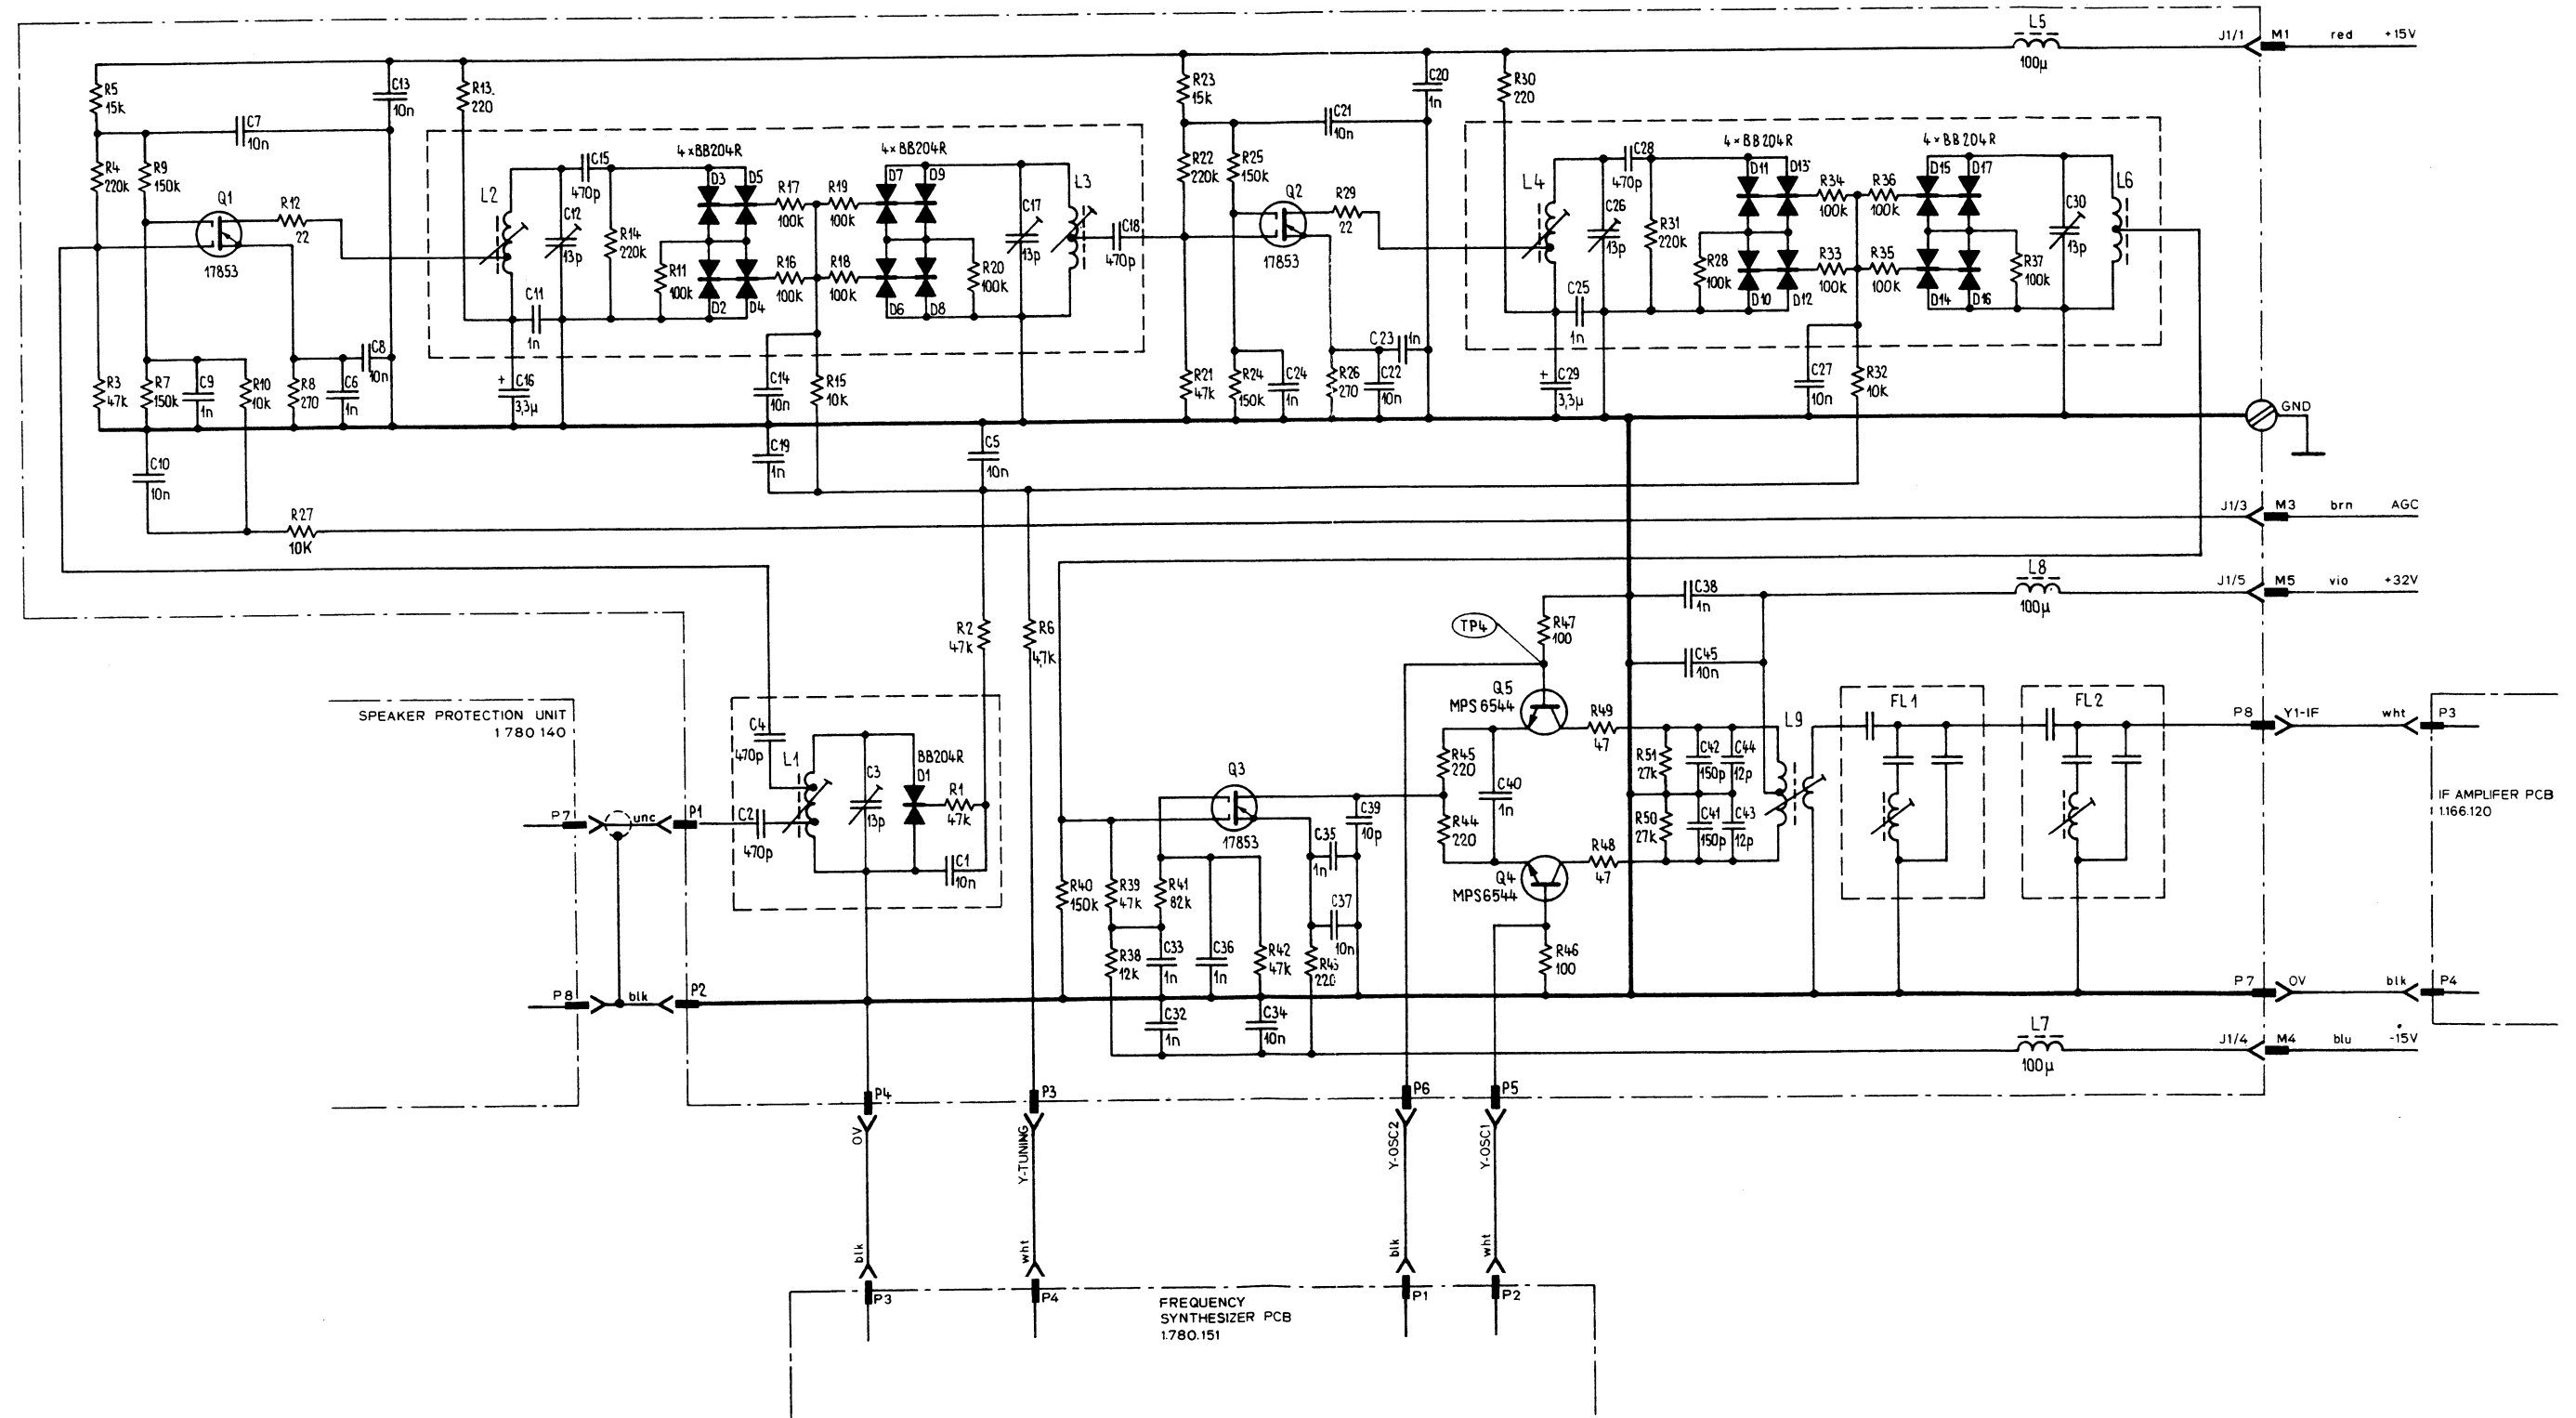 L5
100µ
J1/1 M1 red +15V
R5
15k
C13
10n
R13
220
R23
15k
C20
1n
R30
220
C7
10n
C21
10n
R4
220k
R9
150k
Q1
17853
R12
22
L2
C15
470p
C12
13p
R14
220k
4xBB204R
D3
D5
R17
100k
R19
100k
4xBB204R
D7
D9
C17
13p
L3
C18
470p
R11
100k
D2
D4
R16
100k
R18
100k
D6
D8
R20
100k
C11
1n
R22
220k
R25
150k
Q2
17853
R29
22
L4
C28
470p
C26
13p
R31
220k
4xBB204R
D11
D13
R34
100k
R36
100k
4xBB204R
D15
D17
C30
13p
L6
R28
100k
D10
D12
R33
100k
R35
100k
D14
D16
R37
100k
C25
1n
R3
47k
R7
150k
C9
1n
R10
10k
R8
270
C6
1n
C8
10n
+
C16
3,3µ
C14
10n
R15
10K
R21
47k
R24
150k
C24
1n
R26
270
C22
10n
C23
1n
+
C29
3,3µ
C27
10n
R32
10K
GND
C10
10n
C19
1n
C5
10n
R27
10K
J1/3 M3 brn AGC
L8
100µ
J1/5 M5 vio +32V
R2
47k
R6
4,7k
TP4
R47
100
C38
1n
C45
10n
SPEAKER PROTECTION UNIT
1.780.140
P7
unc
P1
P8
blk
P2
C4
470p
L1
C2
470p
C3
13p
BB204R
D1
R1
47k
C1
10n
Q5
MPS6544
R49
47
R45
220
C40
1n
R44
220
Q4
MPS6544
R48
47
R51
27k
C42
150p
C44
12p
R50
27k
C41
150p
C43
12p
L9
FL1
FL2
P8 Y1-IF wht P3
IF AMPLIFER PCB
1.166.120
Q3
17853
C39
10p
C35
1n
C37
10n
R40
150k
R39
47k
R41
82k
R38
12k
C33
1n
C36
1n
R42
47k
R43
220
R46
100
C32
1n
C34
10n
P7 0V blk P4
L7
100µ
J1/4 M4 blu -15V
P4
P3
P6
P5
0V
Y-TUNING
Y-OSC2
Y-OSC1
blk
wht
blk
wht
P3
P4
P1
P2
FREQUENCY
SYNTHESIZER PCB
1.780.151